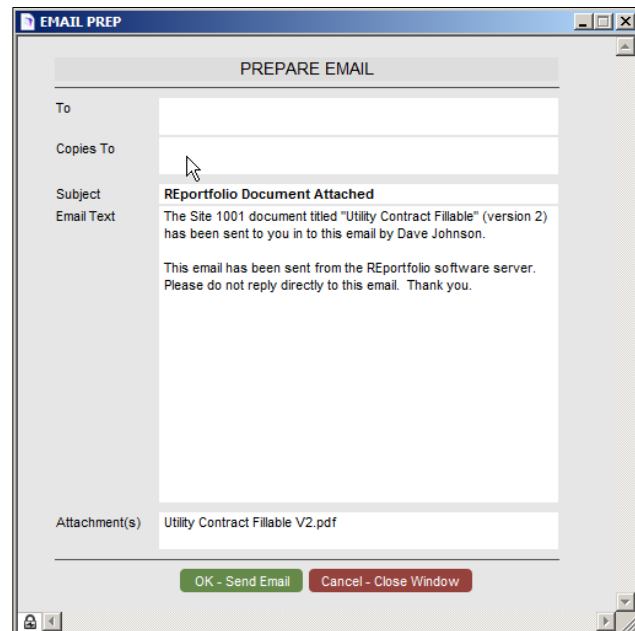 EMAIL PREP
PREPARE EMAIL
To
Copies To
Subject REportfolio Document Attached
Email Text The Site 1001 document titled "Utility Contract Fillable" (version 2)
has been sent to you in to this email by Dave Johnson.
This email has been sent from the REportfolio software server.
Please do not reply directly to this email.  Thank you.
Attachment(s) Utility Contract Fillable V2.pdf
OK - Send Email Cancel - Close Window